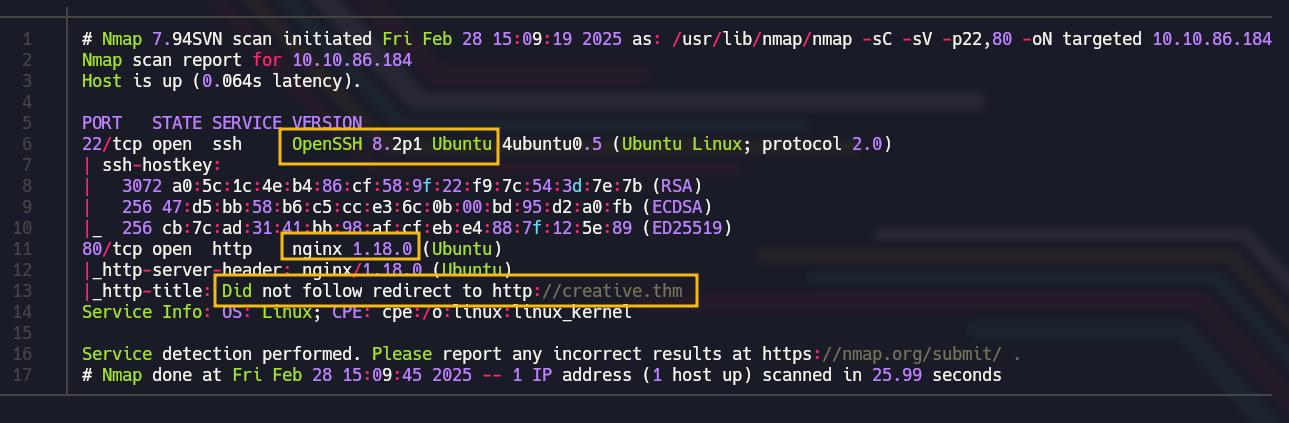 1 # Nmap 7.94SVN scan initiated Fri Feb 28 15:09:19 2025 as: /usr/lib/nmap/nmap -sC -sV -p22,80 -oN targeted 10.10.86.184
2 Nmap scan report for 10.10.86.184
3 Host is up (0.064s latency).
4
5 PORT   STATE SERVICE VERSION
6 22/tcp open  ssh     OpenSSH 8.2p1 Ubuntu 4ubuntu0.5 (Ubuntu Linux; protocol 2.0)
7 | ssh-hostkey:
8 |   3072 a0:5c:1c:4e:b4:86:cf:58:9f:22:f9:7c:54:3d:7e:7b (RSA)
9 |   256 47:d5:bb:58:b6:c5:cc:e3:6c:0b:00:bd:95:d2:a0:fb (ECDSA)
10 |_  256 cb:7c:ad:31:41:bb:98:af:cf:eb:e4:88:7f:12:5e:89 (ED25519)
11 80/tcp open  http    nginx 1.18.0 (Ubuntu)
12 |_http-server-header: nginx/1.18.0 (Ubuntu)
13 |_http-title: Did not follow redirect to http://creative.thm
14 Service Info: OS: Linux; CPE: cpe:/o:linux:linux_kernel
15
16 Service detection performed. Please report any incorrect results at https://nmap.org/submit/ .
17 # Nmap done at Fri Feb 28 15:09:45 2025 -- 1 IP address (1 host up) scanned in 25.99 seconds